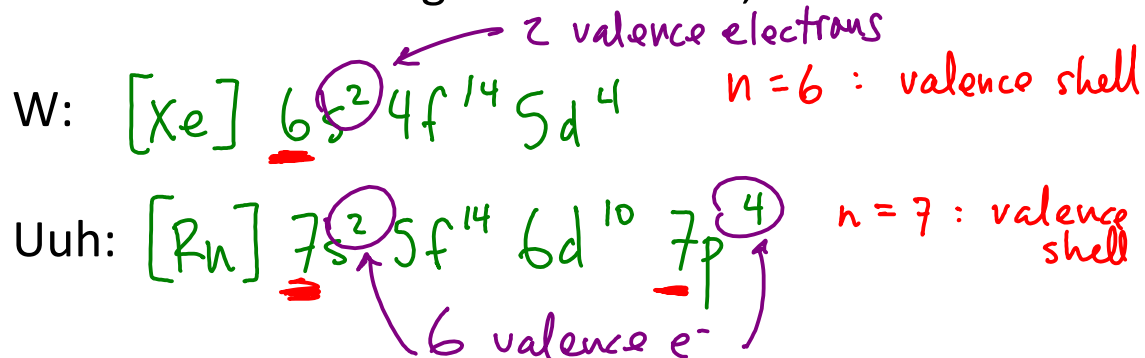 2 valence electrons
W: [Xe] 6s² 4f¹⁴ 5d⁴ n = 6 : valence shell
Uuh: [Rn] 7s² 5f¹⁴ 6d¹⁰ 7p⁴ n = 7 : valence
shell
6 valence e⁻